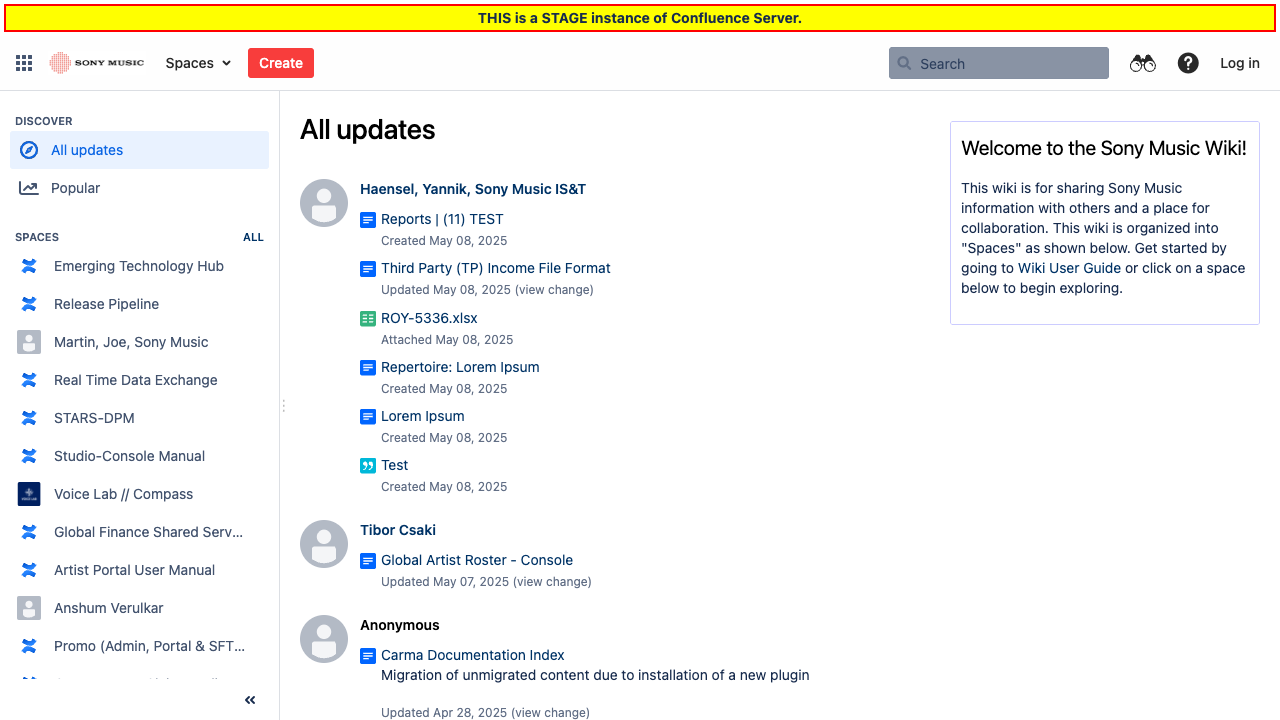 THIS is a STAGE instance of Confluence Server.
SONY MUSIC
Spaces
Create
Search
?
Log in
DISCOVER
All updates
Popular
SPACES
ALL
Emerging Technology Hub
Release Pipeline
Martin, Joe, Sony Music
Real Time Data Exchange
STARS-DPM
Studio-Console Manual
Voice Lab // Compass
Global Finance Shared Serv...
Artist Portal User Manual
Anshum Verulkar
Promo (Admin, Portal & SFT...
All updates
Haensel, Yannik, Sony Music IS&T
Reports | (11) TEST
Created May 08, 2025
Third Party (TP) Income File Format
Updated May 08, 2025 (view change)
ROY-5336.xlsx
Attached May 08, 2025
Repertoire: Lorem Ipsum
Created May 08, 2025
Lorem Ipsum
Created May 08, 2025
Test
Created May 08, 2025
Tibor Csaki
Global Artist Roster - Console
Updated May 07, 2025 (view change)
Anonymous
Carma Documentation Index
Migration of unmigrated content due to installation of a new plugin
Updated Apr 28, 2025 (view change)
Welcome to the Sony Music Wiki!
This wiki is for sharing Sony Music
information with others and a place for
collaboration. This wiki is organized into
"Spaces" as shown below. Get started by
going to Wiki User Guide or click on a space
below to begin exploring.